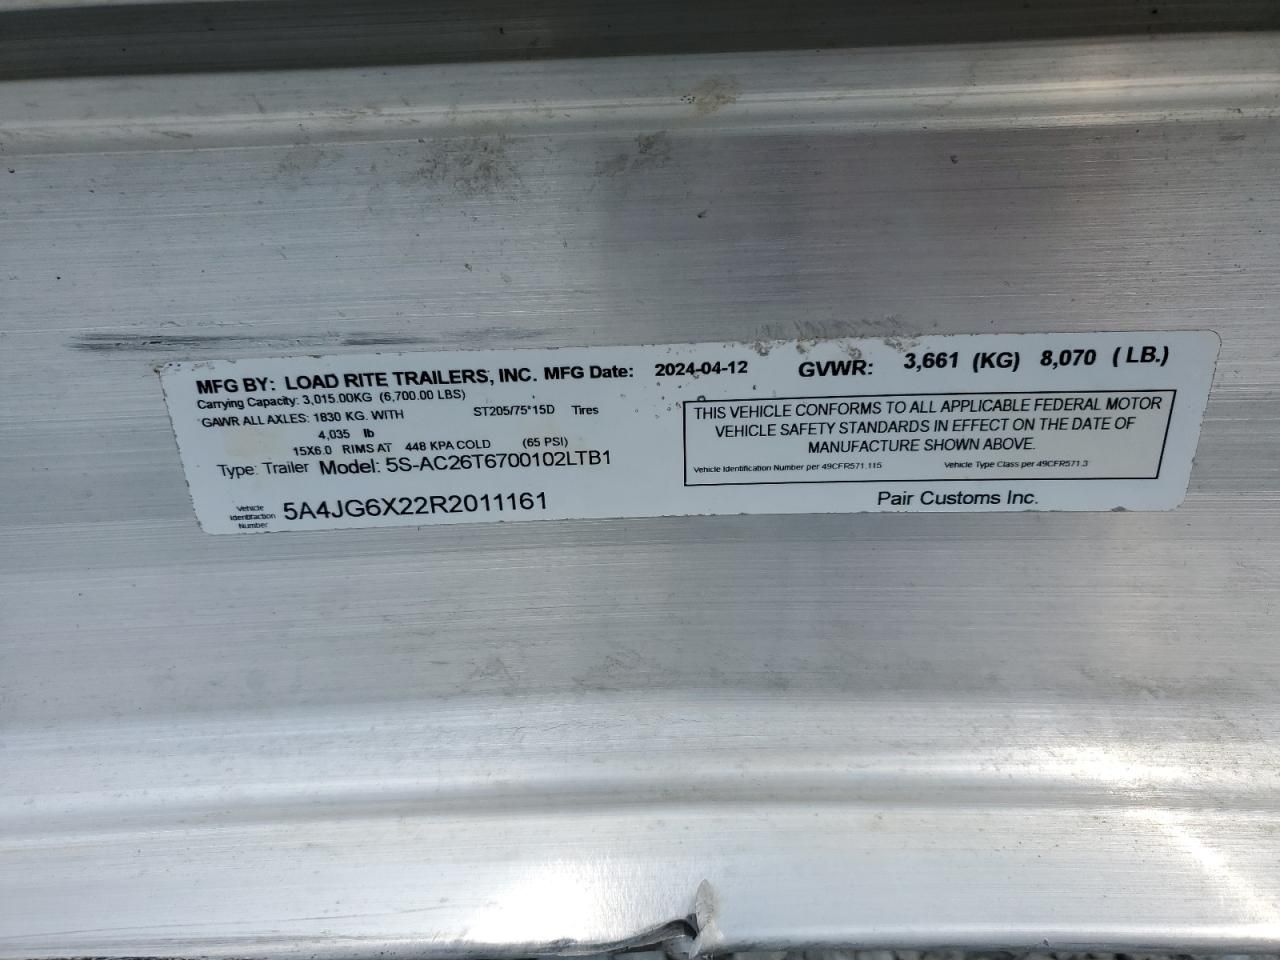 MFG BY: LOAD RITE TRAILERS, INC. MFG Date: 2024-04-12 GVWR: 3,661 (KG) 8,070 (LB.)
Carrying Capacity: 3,015.00KG (6,700.00 LBS)
GAWR ALL AXLES: 1830 KG. WITH ST205/75*15D Tires
4,035 lb
15X6.0 RIMS AT 448 KPA COLD (65 PSI)
Type: Trailer Model: 5S-AC26T6700102LTB1
Vehicle
Identifaction
Number
5A4JG6X22R2011161
THIS VEHICLE CONFORMS TO ALL APPLICABLE FEDERAL MOTOR
VEHICLE SAFETY STANDARDS IN EFFECT ON THE DATE OF
MANUFACTURE SHOWN ABOVE.
Vehicle Identification Number per 49CFR571.115 Vehicle Type Class per 49CFR571.3
Pair Customs Inc.